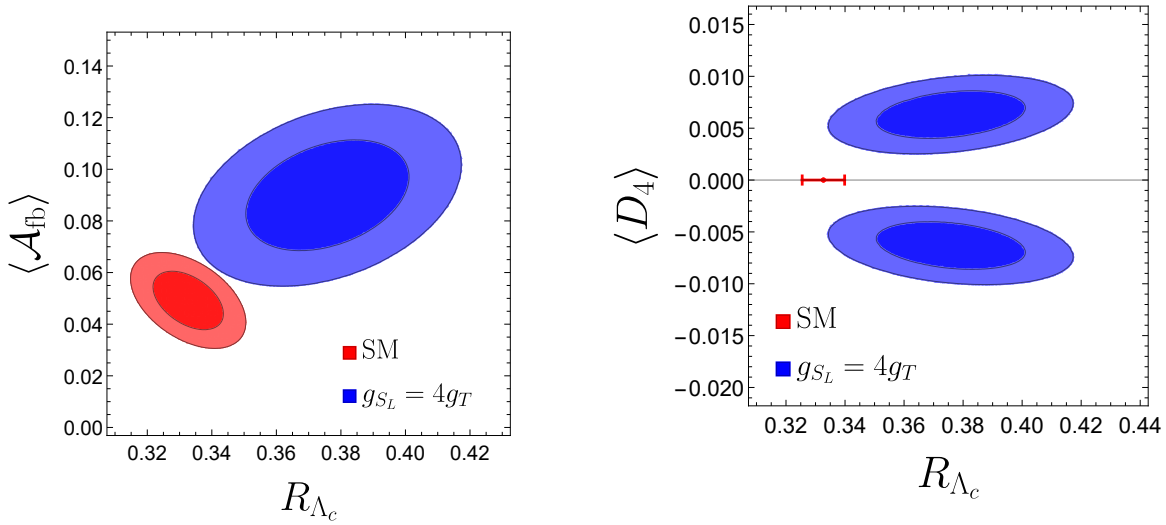 0.14
0.12
0.10
0.08
0.06
0.04
0.02
0.00
⟨𝒜_fb⟩
SM
g_{S_L} = 4g_T
0.32 0.34 0.36 0.38 0.40 0.42
R_{Λ_c}
0.015
0.010
0.005
0.000
−0.005
−0.010
−0.015
−0.020
⟨D_4⟩
SM
g_{S_L} = 4g_T
0.32 0.34 0.36 0.38 0.40 0.42 0.44
R_{Λ_c}